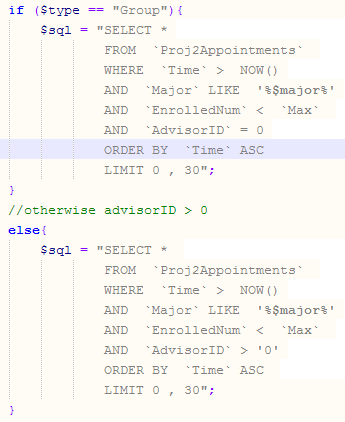 if ($type == "Group"){
$sql = "SELECT *
FROM `Proj2Appointments`
WHERE `Time` > NOW()
AND `Major` LIKE '%$major%'
AND `EnrolledNum` < `Max`
AND `AdvisorID` = 0
ORDER BY `Time` ASC
LIMIT 0 , 30";
}
//otherwise advisorID > 0
else{
$sql = "SELECT *
FROM `Proj2Appointments`
WHERE `Time` > NOW()
AND `Major` LIKE '%$major%'
AND `EnrolledNum` < `Max`
AND `AdvisorID` > '0'
ORDER BY `Time` ASC
LIMIT 0 , 30";
}